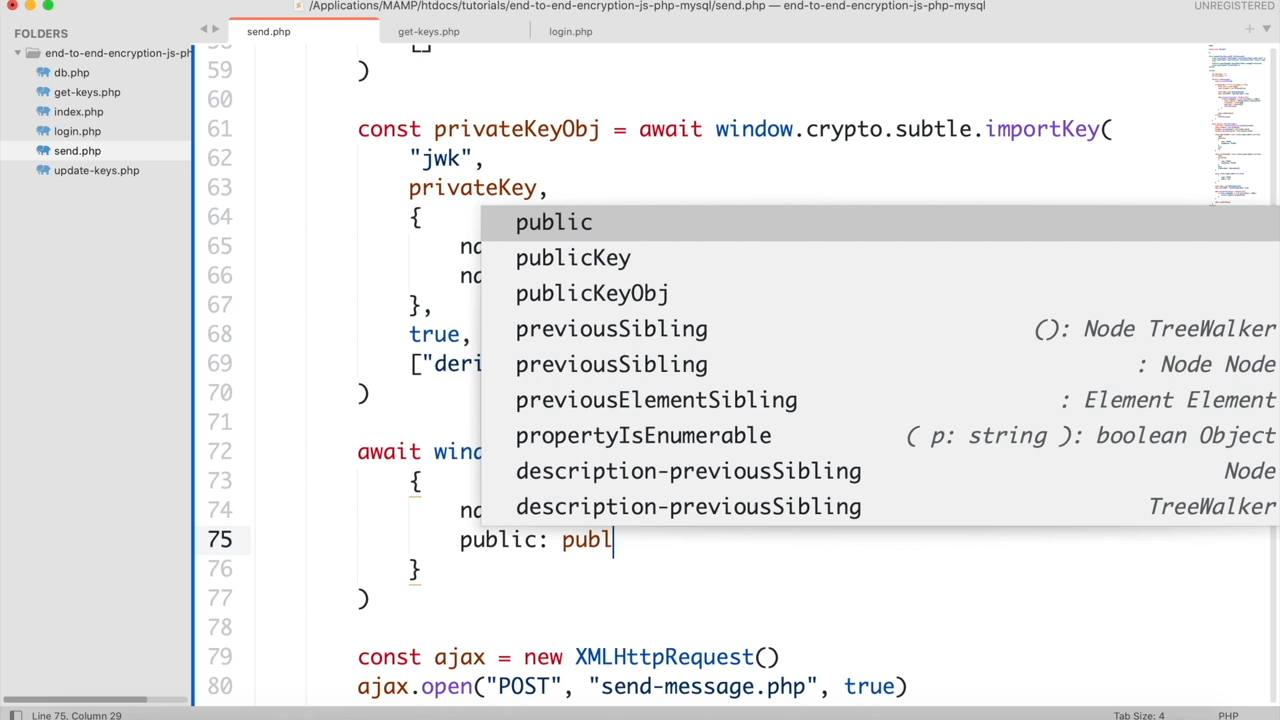 /Applications/MAMP/htdocs/tutorials/end-to-end-encryption-js-php-mysql/send.php — end-to-end-encryption-js-php-mysql
UNREGISTERED
FOLDERS
end-to-end-encryption-js-ph
db.php
get-keys.php
index.php
login.php
send.php
update-keys.php
send.php
get-keys.php
login.php
[]
59 )
60
61 const privateKeyObj = await window.crypto.subtle.importKey(
62 "jwk",
63 privateKey,
64 {
65 na
66 na
67 },
68 true,
69 ["deri
70 )
71
72 await wind
73 {
74 na
75 public: publ
76 }
77 )
78
79 const ajax = new XMLHttpRequest()
80 ajax.open("POST", "send-message.php", true)
public
publicKey
publicKeyObj
previousSibling (): Node TreeWalker
previousSibling : Node Node
previousElementSibling : Element Element
propertyIsEnumerable ( p: string ): boolean Object
description-previousSibling Node
description-previousSibling TreeWalker
Line 75, Column 29
Tab Size: 4
PHP